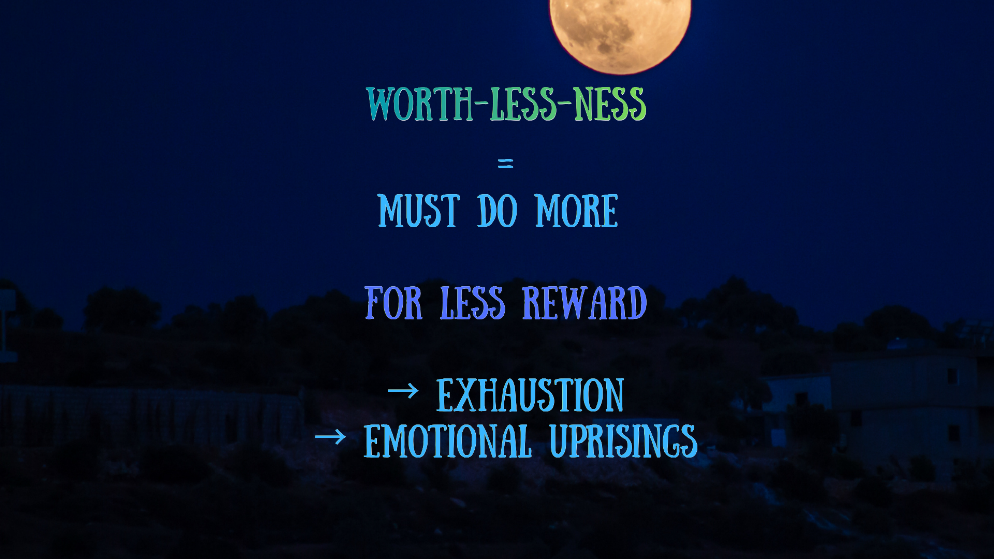 WORTH-LESS-NESS
=
MUST DO MORE
FOR LESS REWARD
→ EXHAUSTION
→ EMOTIONAL UPRISINGS